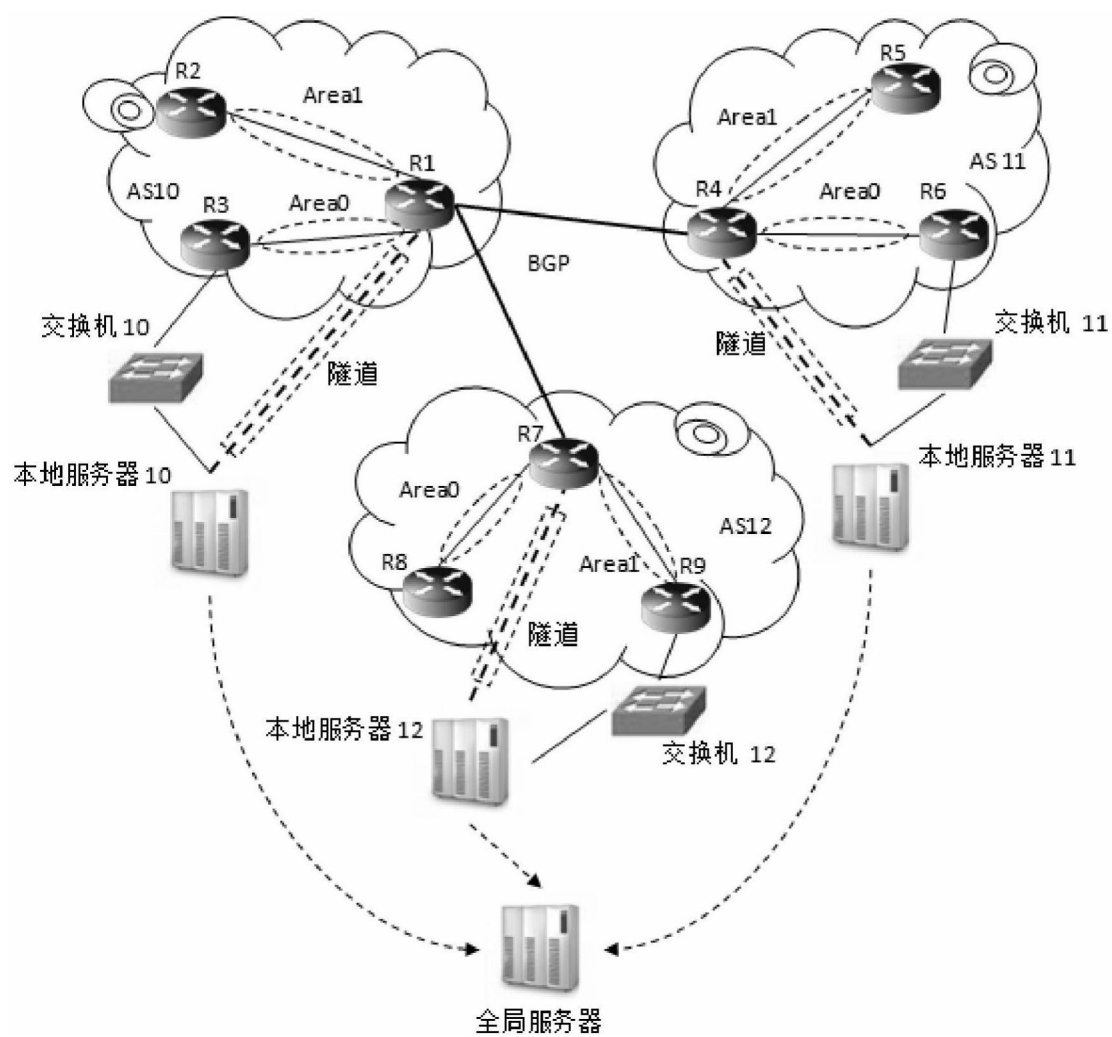 R2
Area1
R1
AS10
R3
Area0
R5
Area1
AS 11
R4
Area0
R6
BGP
交换机 10
隧道
隧道
交换机 11
本地服务器 10
本地服务器 11
R7
Area0
AS12
R8
Area1
R9
隧道
本地服务器 12
交换机 12
全局服务器